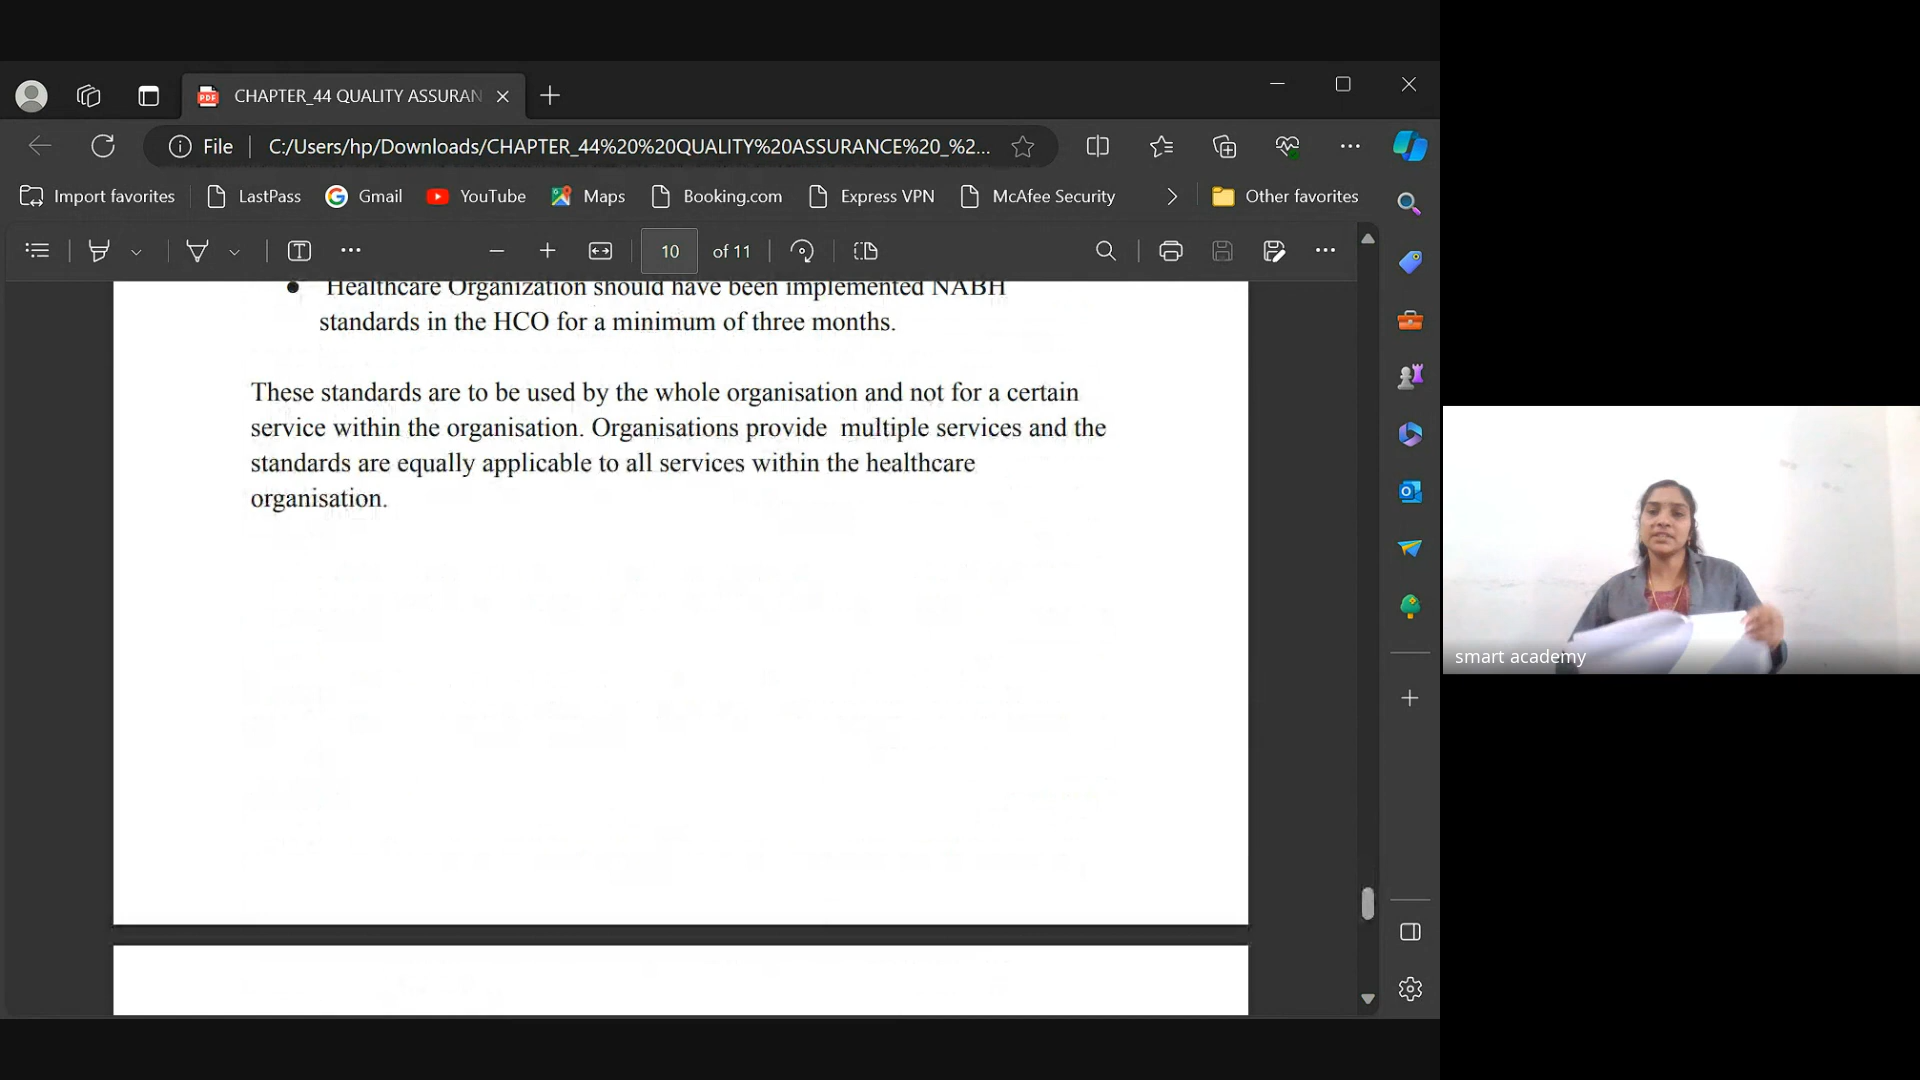 CHAPTER_44 QUALITY ASSURAN
File
C:/Users/hp/Downloads/CHAPTER_44%20%20QUALITY%20ASSURANCE%20_%2...
Import favorites
LastPass
Gmail
YouTube
Maps
Booking.com
Express VPN
McAfee Security
Other favorites
10 of 11
Healthcare Organization should have been implemented NABH
standards in the HCO for a minimum of three months.
These standards are to be used by the whole organisation and not for a certain
service within the organisation. Organisations provide  multiple services and the
standards are equally applicable to all services within the healthcare
organisation.
smart academy